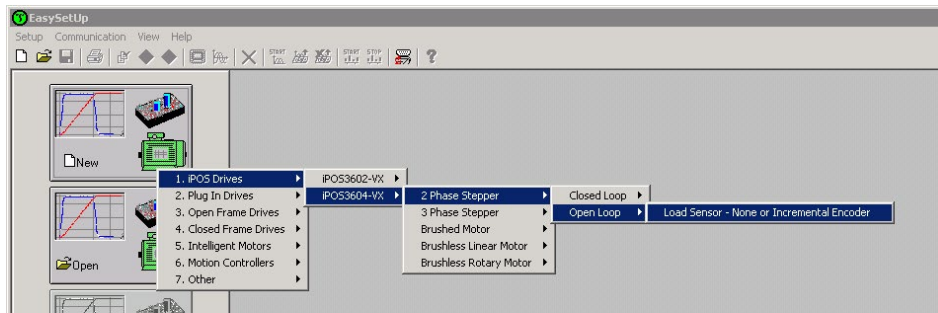 EasySetUp
Setup Communication View Help
START START STOP ?
New
Open
1. iPOS Drives
2. Plug In Drives
3. Open Frame Drives
4. Closed Frame Drives
5. Intelligent Motors
6. Motion Controllers
7. Other
iPOS3602-VX
iPOS3604-VX
2 Phase Stepper
3 Phase Stepper
Brushed Motor
Brushless Linear Motor
Brushless Rotary Motor
Closed Loop
Open Loop
Load Sensor - None or Incremental Encoder